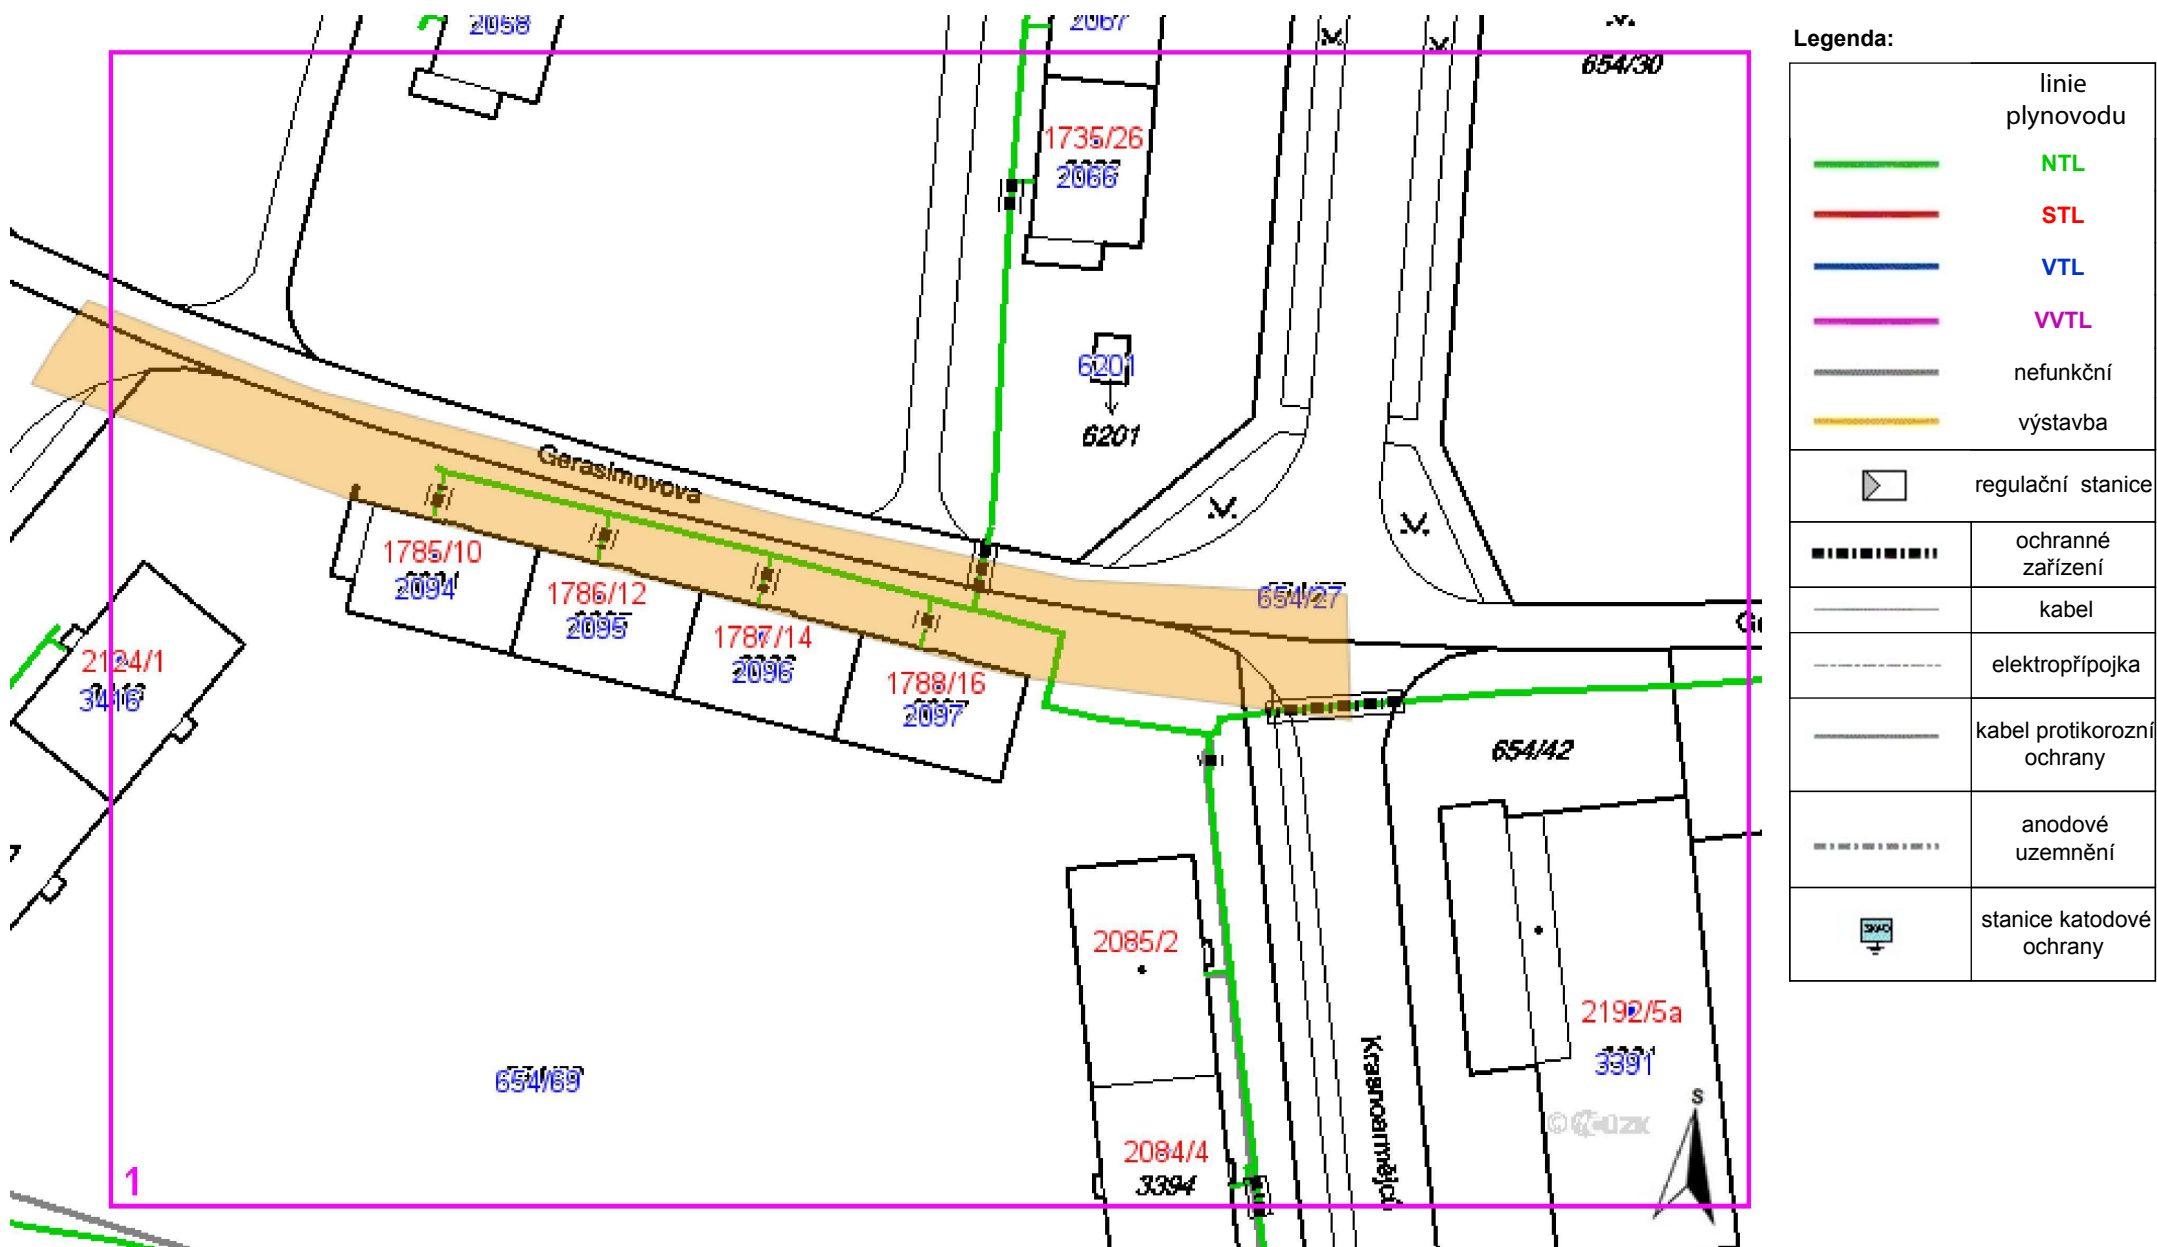 2058
2067
654/30
1735/26
2066
6201
6201
Gerasimovova
1785/10
2094
1786/12
2095
1787/14
2096
1788/16
2097
2124/1
3416
654/27
654/42
2085/2
2192/5a
3391
654/69
2084/4
3394
Krasnoarmějců
S
1
Legenda:
linie
plynovodu
NTL
STL
VTL
VVTL
nefunkční
výstavba
regulační stanice
ochranné
zařízení
kabel
elektropřípojka
kabel protikorozní
ochrany
anodové
uzemnění
stanice katodové
ochrany